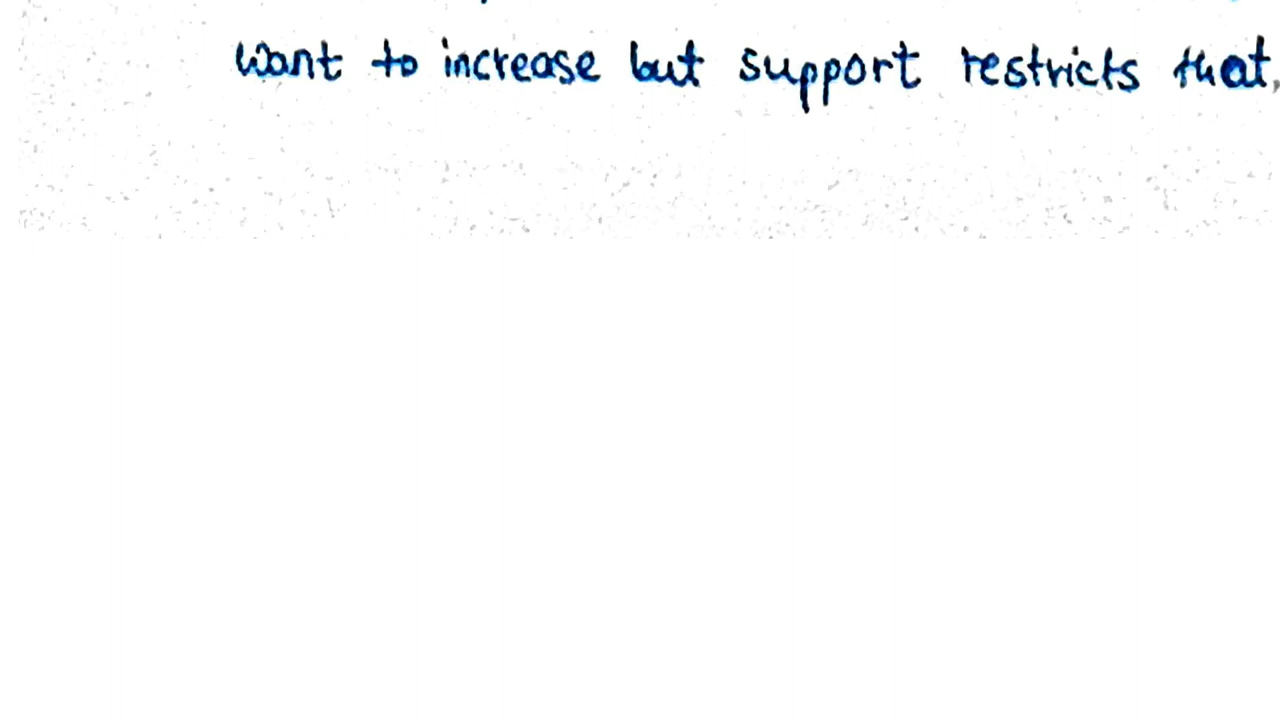 want to increase but support restricts that,